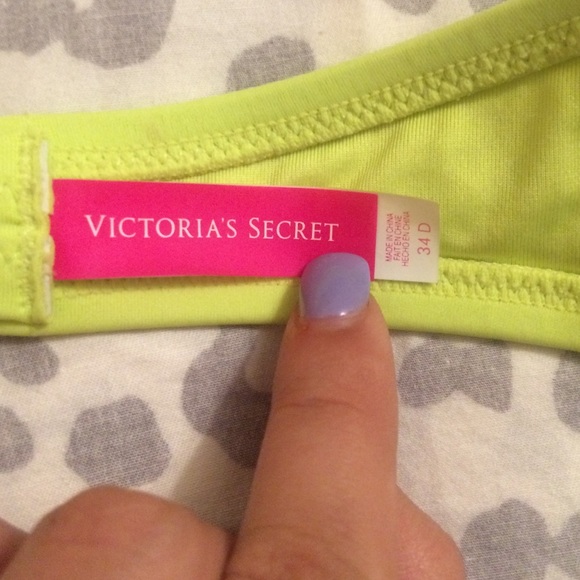 VICTORIA'S SECRET
MADE IN CHINA
FAIT EN CHINE
HECHO EN CHINA
34 D